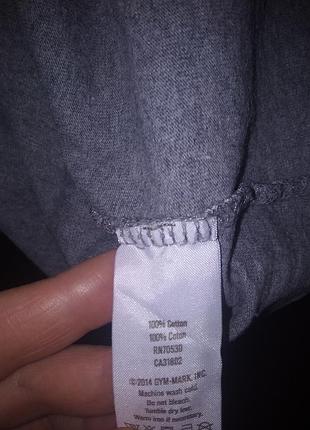 100% Cotton
100% Coton
RN70530
CA31802
©2014 GYM-MARK, INC.
Machine wash cold.
Do not bleach.
Tumble dry low.
Warm iron if necessary.